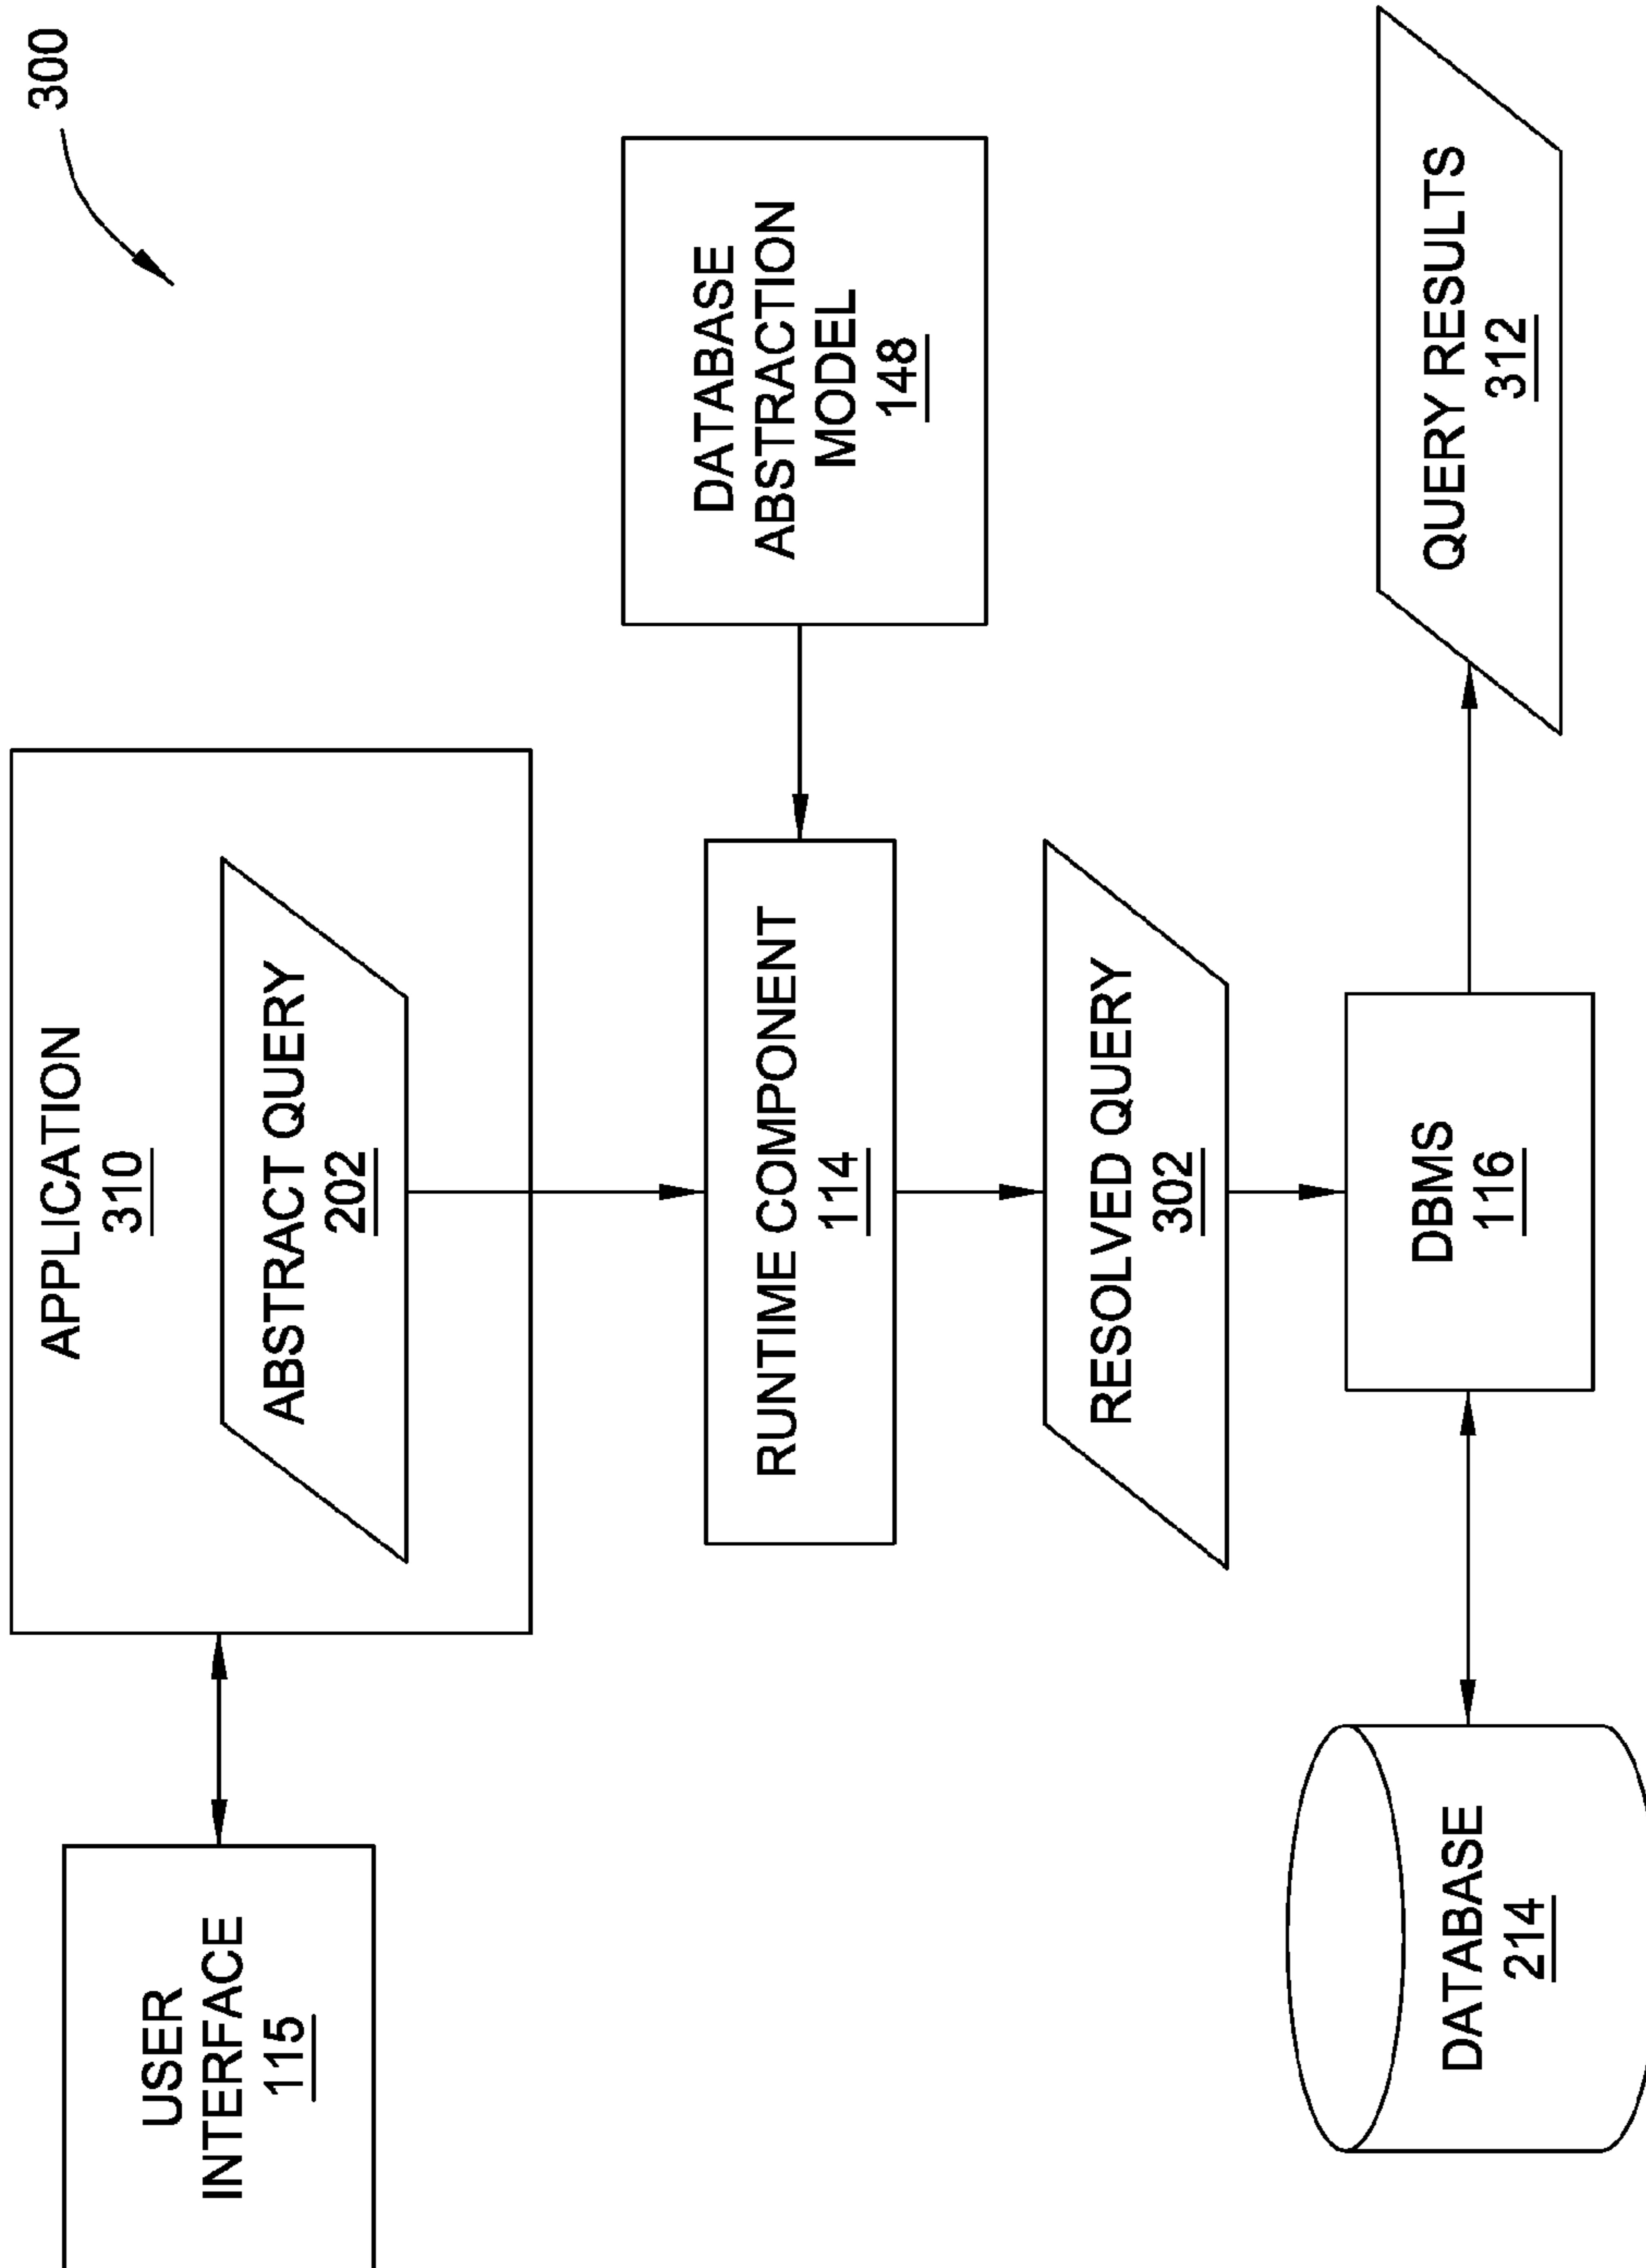 300
APPLICATION
310
USER
INTERFACE
115
ABSTRACT QUERY
202
DATABASE
ABSTRACTION
MODEL
148
RUNTIME COMPONENT
114
RESOLVED QUERY
302
DATABASE
214
DBMS
116
QUERY RESULTS
312